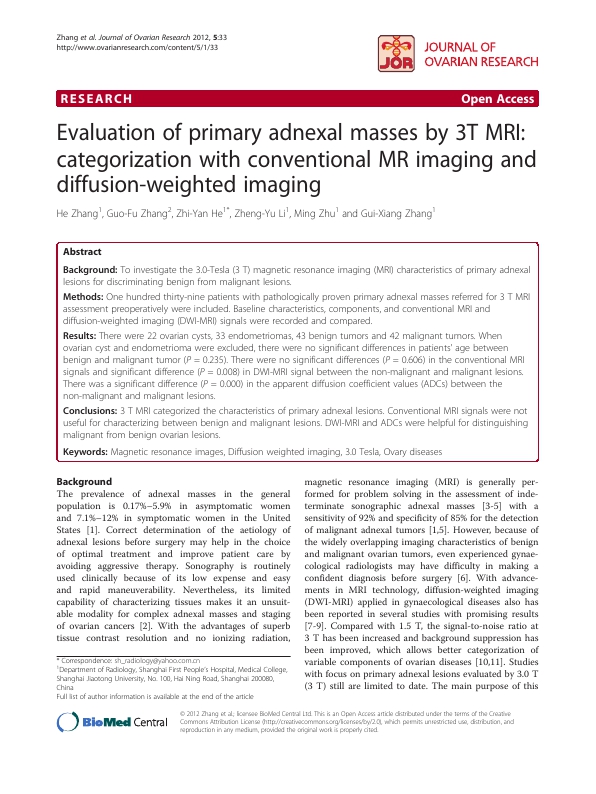 Zhang et al. Journal of Ovarian Research 2012, 5:33
http://www.ovarianresearch.com/content/5/1/33
JOR
JOURNAL OF
OVARIAN RESEARCH
RESEARCH
Open Access
Evaluation of primary adnexal masses by 3T MRI:
categorization with conventional MR imaging and
diffusion-weighted imaging
He Zhang1, Guo-Fu Zhang2, Zhi-Yan He1*, Zheng-Yu Li1, Ming Zhu1 and Gui-Xiang Zhang1
Abstract
Background: To investigate the 3.0-Tesla (3 T) magnetic resonance imaging (MRI) characteristics of primary adnexal
lesions for discriminating benign from malignant lesions.
Methods: One hundred thirty-nine patients with pathologically proven primary adnexal masses referred for 3 T MRI
assessment preoperatively were included. Baseline characteristics, components, and conventional MRI and
diffusion-weighted imaging (DWI-MRI) signals were recorded and compared.
Results: There were 22 ovarian cysts, 33 endometriomas, 43 benign tumors and 42 malignant tumors. When
ovarian cyst and endometrioma were excluded, there were no significant differences in patients' age between
benign and malignant tumor (P = 0.235). There were no significant differences (P = 0.606) in the conventional MRI
signals and significant difference (P = 0.008) in DWI-MRI signal between the non-malignant and malignant lesions.
There was a significant difference (P = 0.000) in the apparent diffusion coefficient values (ADCs) between the
non-malignant and malignant lesions.
Conclusions: 3 T MRI categorized the characteristics of primary adnexal lesions. Conventional MRI signals were not
useful for characterizing between benign and malignant lesions. DWI-MRI and ADCs were helpful for distinguishing
malignant from benign ovarian lesions.
Keywords: Magnetic resonance images, Diffusion weighted imaging, 3.0 Tesla, Ovary diseases
Background
The prevalence of adnexal masses in the general
population is 0.17%–5.9% in asymptomatic women
and 7.1%–12% in symptomatic women in the United
States [1]. Correct determination of the aetiology of
adnexal lesions before surgery may help in the choice
of optimal treatment and improve patient care by
avoiding aggressive therapy. Sonography is routinely
used clinically because of its low expense and easy
and rapid maneuverability. Nevertheless, its limited
capability of characterizing tissues makes it an unsuit-
able modality for complex adnexal masses and staging
of ovarian cancers [2]. With the advantages of superb
tissue contrast resolution and no ionizing radiation,
magnetic resonance imaging (MRI) is generally per-
formed for problem solving in the assessment of inde-
terminate sonographic adnexal masses [3-5] with a
sensitivity of 92% and specificity of 85% for the detection
of malignant adnexal tumors [1,5]. However, because of
the widely overlapping imaging characteristics of benign
and malignant ovarian tumors, even experienced gynae-
cological radiologists may have difficulty in making a
confident diagnosis before surgery [6]. With advance-
ments in MRI technology, diffusion-weighted imaging
(DWI-MRI) applied in gynaecological diseases also has
been reported in several studies with promising results
[7-9]. Compared with 1.5 T, the signal-to-noise ratio at
3 T has been increased and background suppression has
been improved, which allows better categorization of
variable components of ovarian diseases [10,11]. Studies
with focus on primary adnexal lesions evaluated by 3.0 T
(3 T) still are limited to date. The main purpose of this
* Correspondence: sh_radiology@yahoo.com.cn
1Department of Radiology, Shanghai First People's Hospital, Medical College,
Shanghai Jiaotong University, No. 100, Hai Ning Road, Shanghai 200080,
China
Full list of author information is available at the end of the article
BioMed Central
© 2012 Zhang et al.; licensee BioMed Central Ltd. This is an Open Access article distributed under the terms of the Creative
Commons Attribution License (http://creativecommons.org/licenses/by/2.0), which permits unrestricted use, distribution, and
reproduction in any medium, provided the original work is properly cited.